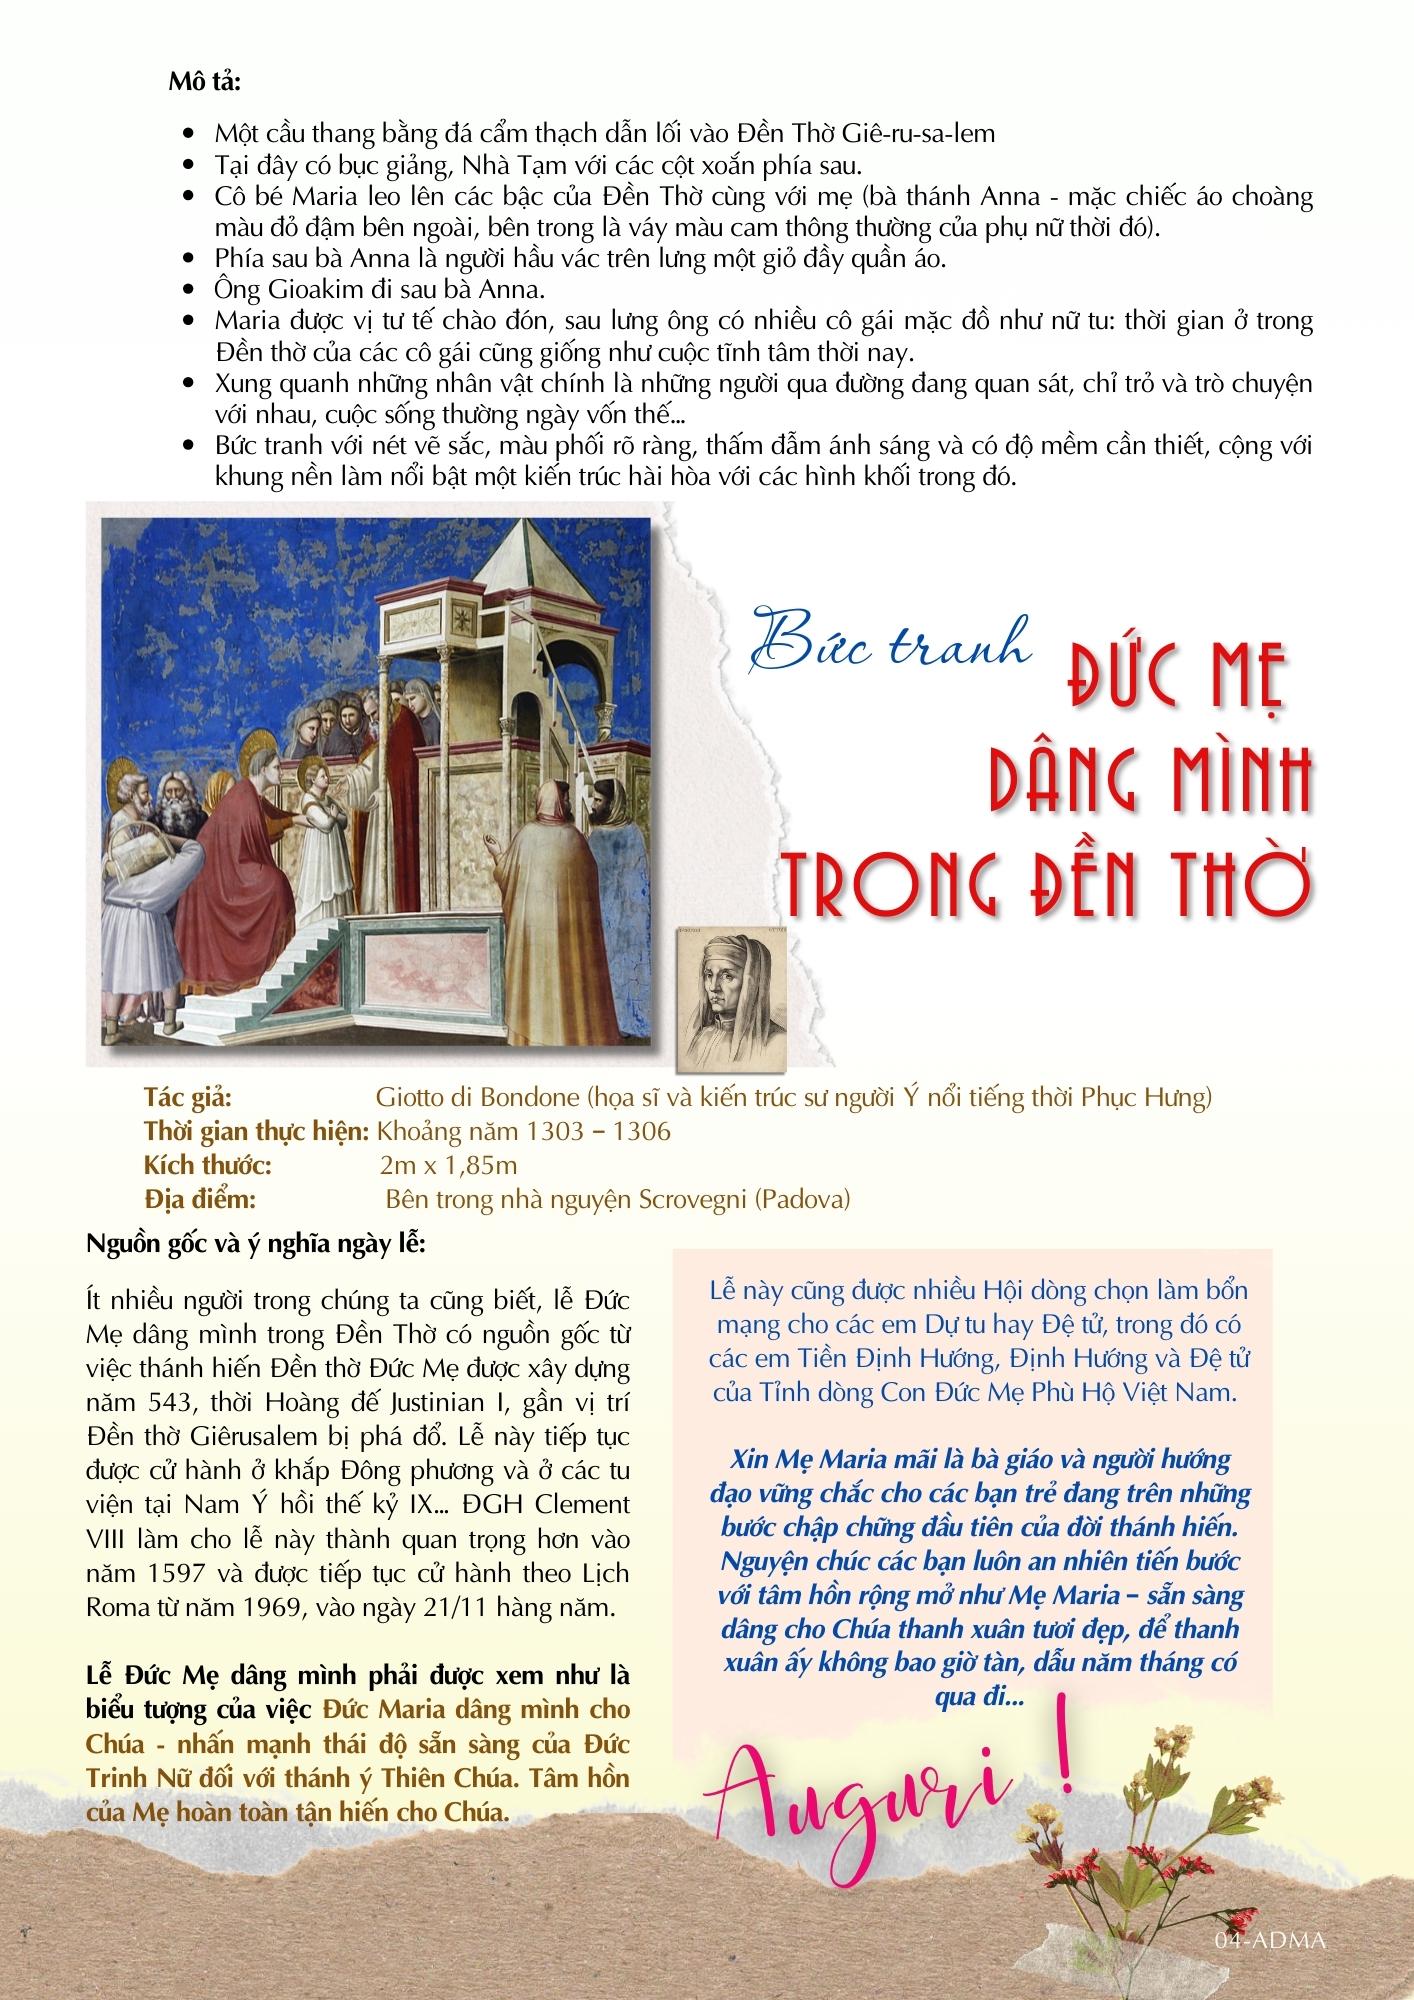 Mô tả:
• Một cầu thang bằng đá cẩm thạch dẫn lối vào Đền Thờ Giê-ru-sa-lem
• Tại đây có bục giảng, Nhà Tạm với các cột xoắn phía sau.
• Cô bé Maria leo lên các bậc của Đền Thờ cùng với mẹ (bà thánh Anna - mặc chiếc áo choàng
màu đỏ đậm bên ngoài, bên trong là váy màu cam thông thường của phụ nữ thời đó).
• Phía sau bà Anna là người hầu vác trên lưng một giỏ đầy quần áo.
• Ông Gioakim đi sau bà Anna.
• Maria được vị tư tế chào đón, sau lưng ông có nhiều cô gái mặc đồ như nữ tu: thời gian ở trong
Đền thờ của các cô gái cũng giống như cuộc tĩnh tâm thời nay.
• Xung quanh những nhân vật chính là những người qua đường đang quan sát, chỉ trỏ và trò chuyện
với nhau, cuộc sống thường ngày vốn thế...
• Bức tranh với nét vẽ sắc, màu phối rõ ràng, thấm đẫm ánh sáng và có độ mềm cần thiết, cộng với
khung nền làm nổi bật một kiến trúc hài hòa với các hình khối trong đó.
Bức tranh ĐỨC MẸ
DÂNG MÌNH
TRONG ĐỀN THỜ
Tác giả: Giotto di Bondone (họa sĩ và kiến trúc sư người Ý nổi tiếng thời Phục Hưng)
Thời gian thực hiện: Khoảng năm 1303 – 1306
Kích thước: 2m x 1,85m
Địa điểm: Bên trong nhà nguyện Scrovegni (Padova)
Nguồn gốc và ý nghĩa ngày lễ:
Ít nhiều người trong chúng ta cũng biết, lễ Đức
Mẹ dâng mình trong Đền Thờ có nguồn gốc từ
việc thánh hiến Đền thờ Đức Mẹ được xây dựng
năm 543, thời Hoàng đế Justinian I, gần vị trí
Đền thờ Giêrusalem bị phá đổ. Lễ này tiếp tục
được cử hành ở khắp Đông phương và ở các tu
viện tại Nam Ý hồi thế kỷ IX... ĐGH Clement
VIII làm cho lễ này thành quan trọng hơn vào
năm 1597 và được tiếp tục cử hành theo Lịch
Roma từ năm 1969, vào ngày 21/11 hàng năm.
Lễ Đức Mẹ dâng mình phải được xem như là
biểu tượng của việc Đức Maria dâng mình cho
Chúa - nhấn mạnh thái độ sẵn sàng của Đức
Trinh Nữ đối với thánh ý Thiên Chúa. Tâm hồn
của Mẹ hoàn toàn tận hiến cho Chúa.
Lễ này cũng được nhiều Hội dòng chọn làm bổn
mạng cho các em Dự tu hay Đệ tử, trong đó có
các em Tiền Định Hướng, Định Hướng và Đệ tử
của Tỉnh dòng Con Đức Mẹ Phù Hộ Việt Nam.
Xin Mẹ Maria mãi là bà giáo và người hướng
đạo vững chắc cho các bạn trẻ đang trên những
bước chập chững đầu tiên của đời thánh hiến.
Nguyện chúc các bạn luôn an nhiên tiến bước
với tâm hồn rộng mở như Mẹ Maria – sẵn sàng
dâng cho Chúa thanh xuân tươi đẹp, để thanh
xuân ấy không bao giờ tàn, dẫu năm tháng có
qua đi...
Auguri !
04-ADMA